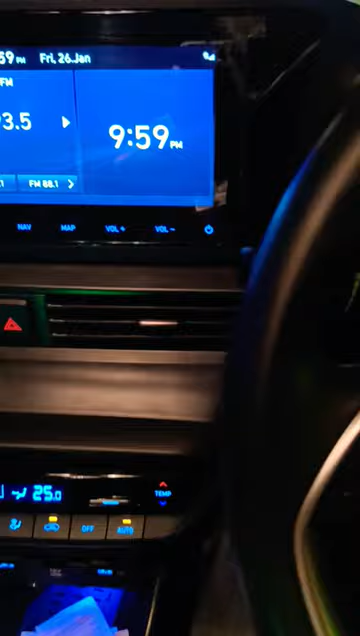 :59 PM Fri, 26.Jan
FM
3.5
9:59 PM
.1 FM 88.1
NAV MAP VOL + VOL - 
25.0
TEMP
OFF AUTO